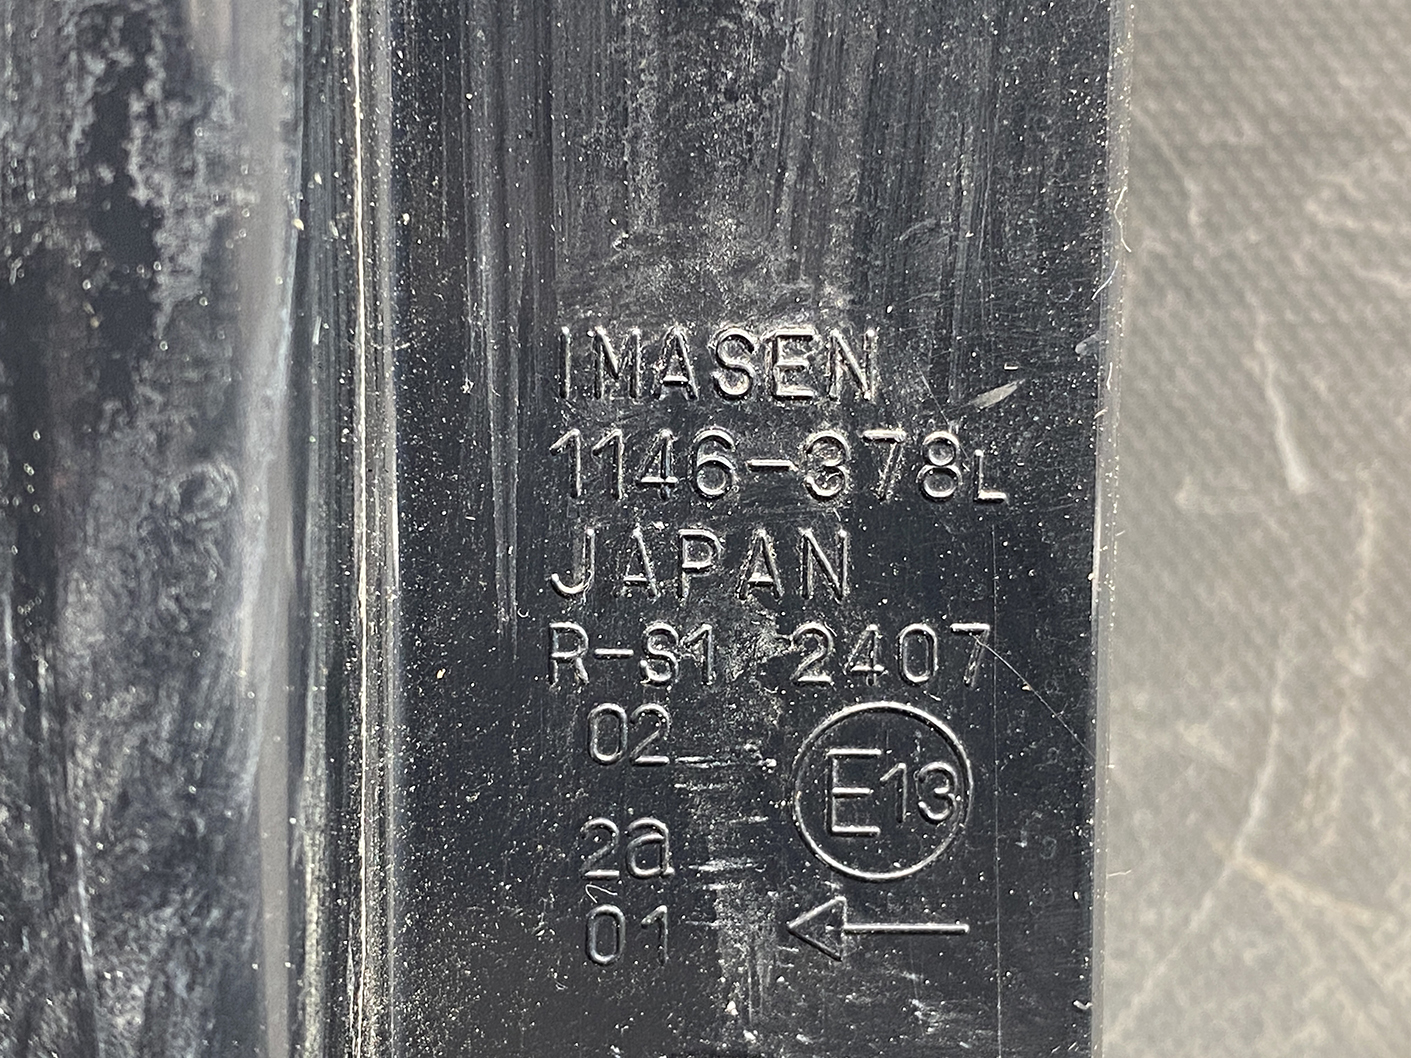 IMASEN
1146-378L
JAPAN
R-S1 2407
02
E13
2a
01